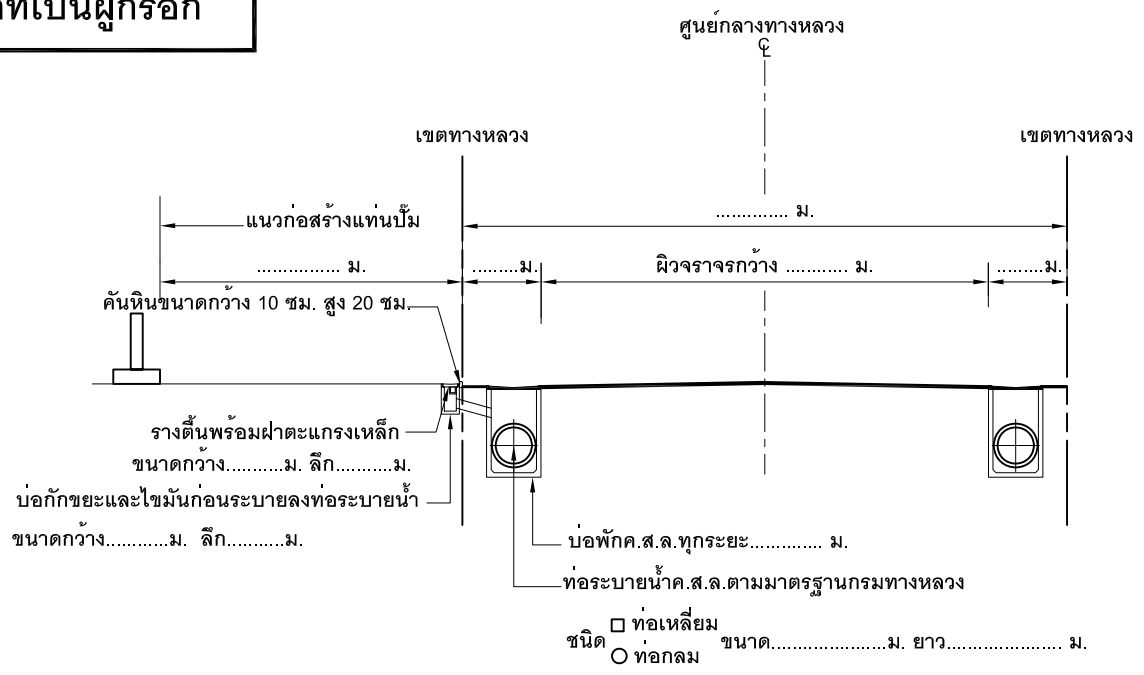 ที่เป็นผู้กรอก
ศูนย์กลางทางหลวง
℄
เขตทางหลวง
เขตทางหลวง
แนวก่อสร้างแท่นปั๊ม
............. ม.
............... ม.
.........ม.
ผิวจราจรกว้าง ........... ม.
.........ม.
คันหินขนาดกว้าง 10 ซม. สูง 20 ซม.
รางตื้นพร้อมฝาตะแกรงเหล็ก
ขนาดกว้าง..........ม. ลึก..........ม.
บ่อกักขยะและไขมันก่อนระบายลงท่อระบายน้ำ
ขนาดกว้าง...........ม. ลึก..........ม.
บ่อพักค.ส.ล.ทุกระยะ............. ม.
ท่อระบายน้ำค.ส.ล.ตามมาตรฐานกรมทางหลวง
ชนิด □ ท่อเหลี่ยม ขนาด....................ม. ยาว..................... ม.
○ ท่อกลม